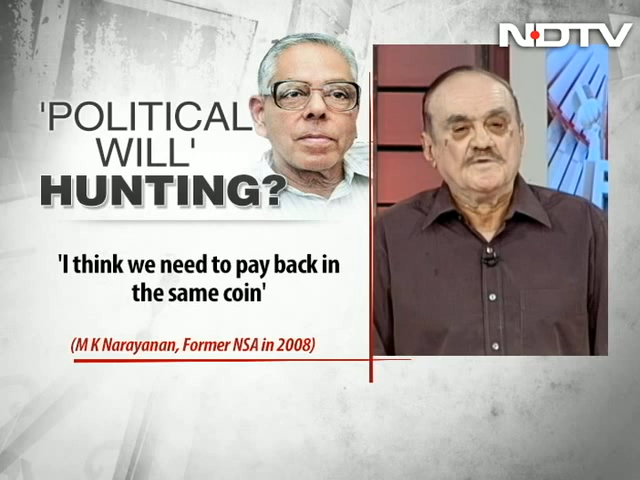 NDTV
'POLITICAL
WILL'
HUNTING?
'I think we need to pay back in
the same coin'
(M K Narayanan, Former NSA in 2008)